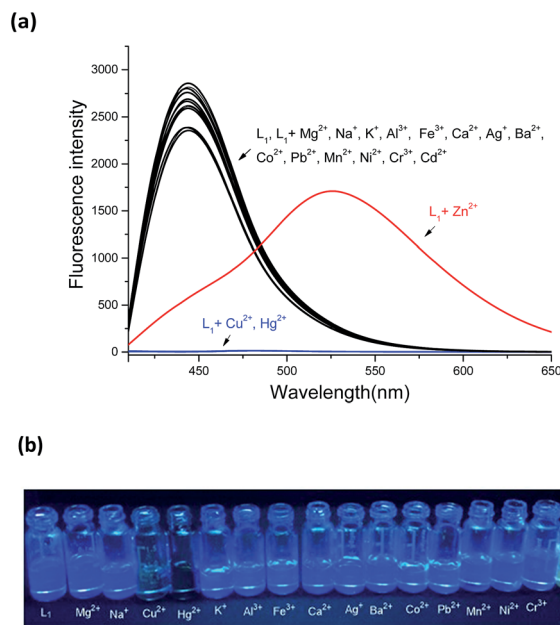 (a)
3000
2500
2000
1500
1000
500
0
Fluorescence intensity
L₁, L₁+ Mg²⁺, Na⁺, K⁺, Al³⁺, Fe³⁺, Ca²⁺, Ag⁺, Ba²⁺,
Co²⁺, Pb²⁺, Mn²⁺, Ni²⁺, Cr³⁺, Cd²⁺
L₁+ Zn²⁺
L₁+ Cu²⁺, Hg²⁺
450 500 550 600 650
Wavelength(nm)
(b)
L₁ Mg²⁺ Na⁺ Cu²⁺ Hg²⁺ K⁺ Al³⁺ Fe³⁺ Ca²⁺ Ag⁺ Ba²⁺ Co²⁺ Pb²⁺ Mn²⁺ Ni²⁺ Cr³⁺